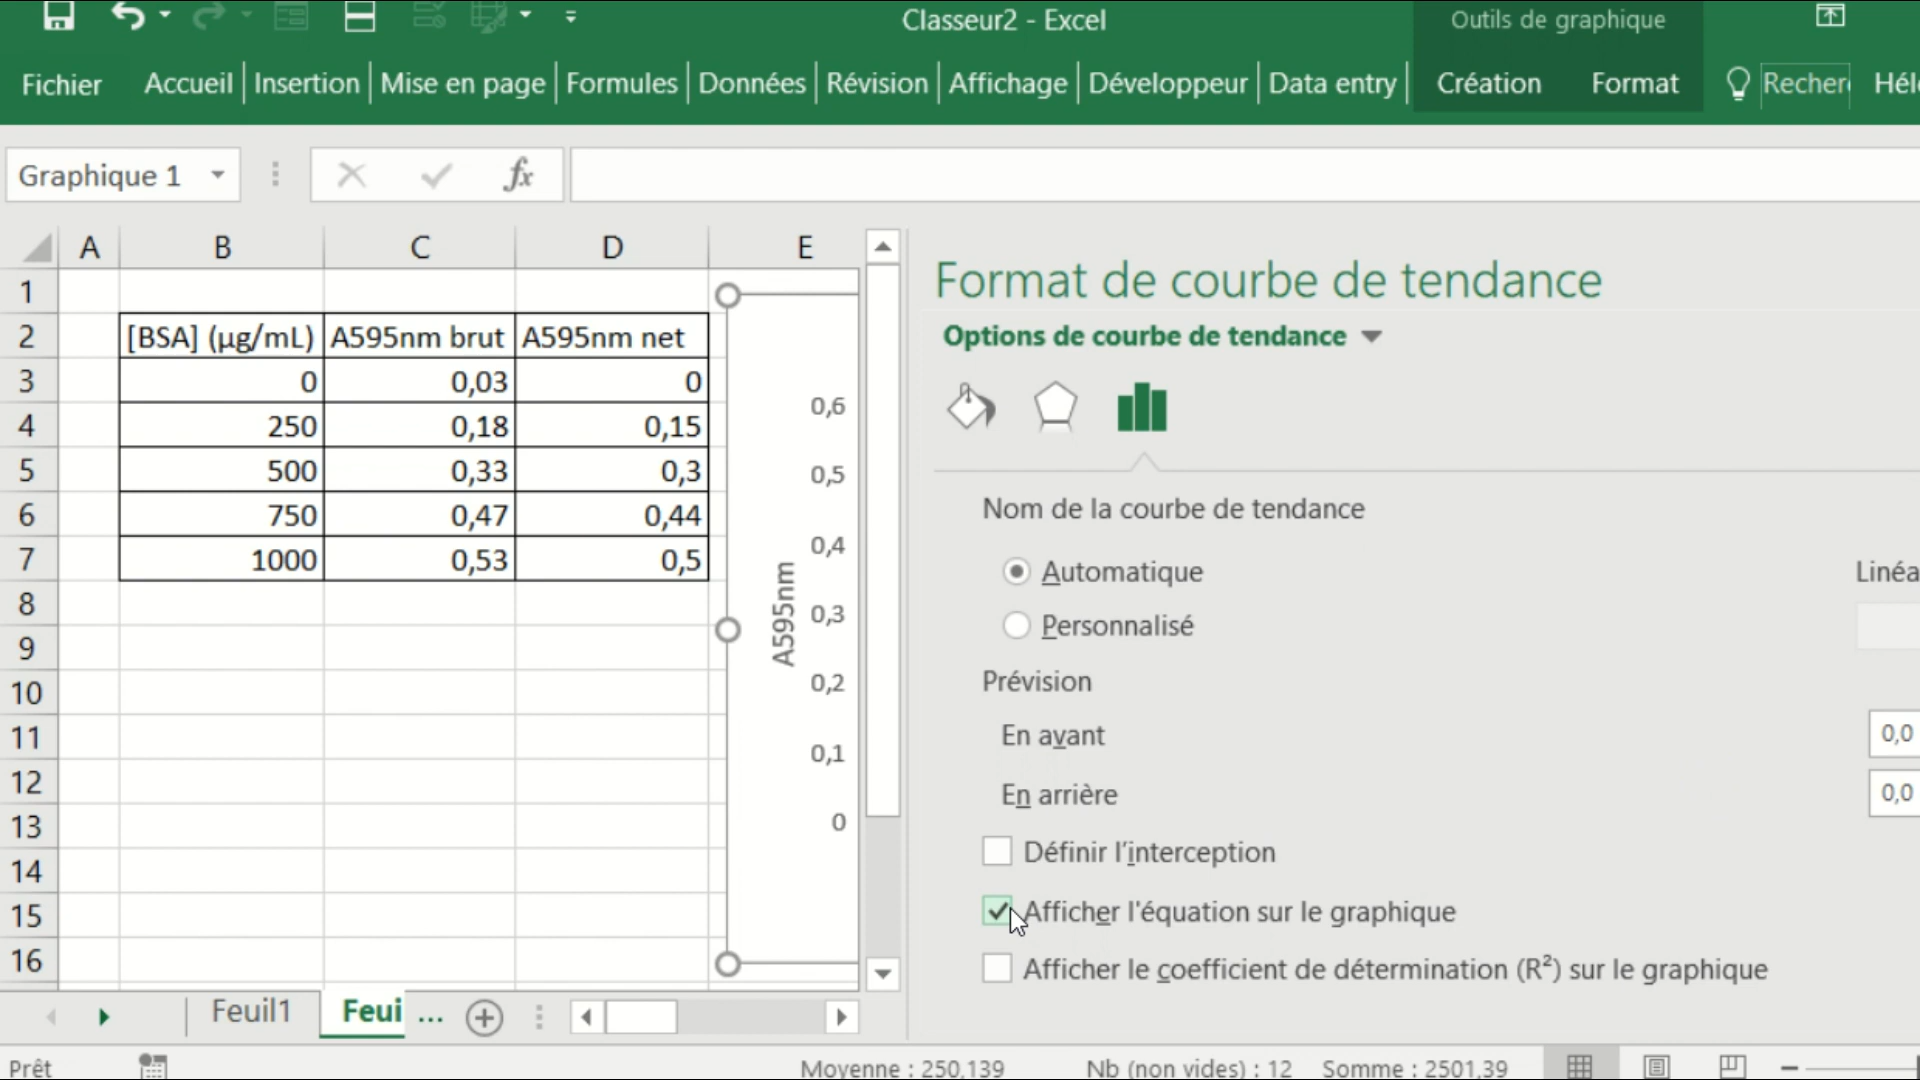 Classeur2 - Excel
Outils de graphique
Fichier Accueil Insertion Mise en page Formules Données Révision Affichage Développeur Data entry Création Format Recher Hél
Graphique 1 fx
A B C D E
1
2 [BSA] (µg/mL) A595nm brut A595nm net
3 0 0,03 0
4 250 0,18 0,15
5 500 0,33 0,3
6 750 0,47 0,44
7 1000 0,53 0,5
8
9
10
11
12
13
14
15
16
0,6
0,5
0,4
0,3
0,2
0,1
0
A595nm
Format de courbe de tendance
Options de courbe de tendance
Nom de la courbe de tendance
Automatique Linéa
Personnalisé
Prévision
En avant 0,0
En arrière 0,0
Définir l'interception
Afficher l'équation sur le graphique
Afficher le coefficient de détermination (R²) sur le graphique
Feuil1 Feui ...
Prêt Moyenne : 250,139 Nb (non vides) : 12 Somme : 2501,39